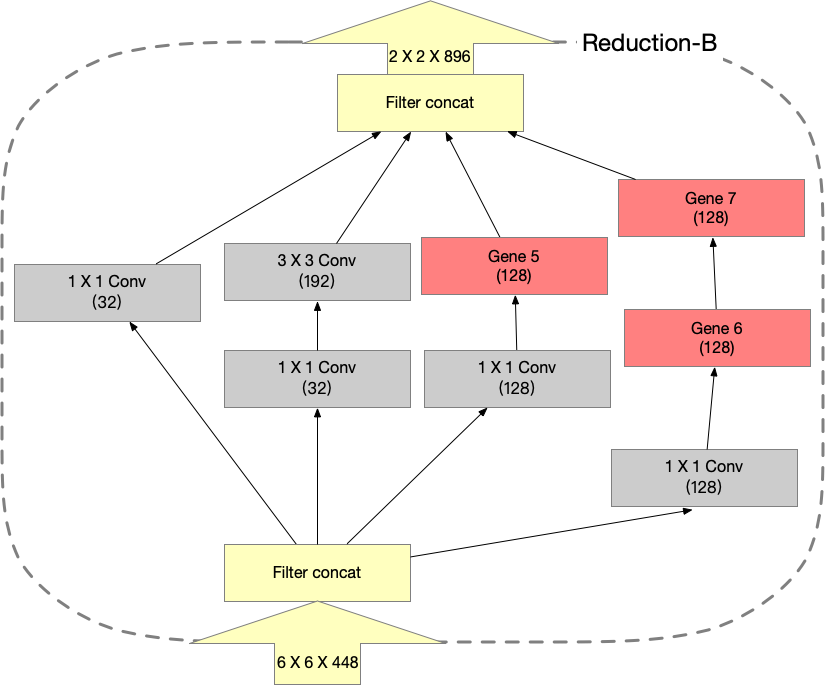 Reduction-B
2 X 2 X 896
Filter concat
Gene 7
(128)
1 X 1 Conv
(32)
3 X 3 Conv
(192)
Gene 5
(128)
Gene 6
(128)
1 X 1 Conv
(32)
1 X 1 Conv
(128)
1 X 1 Conv
(128)
Filter concat
6 X 6 X 448